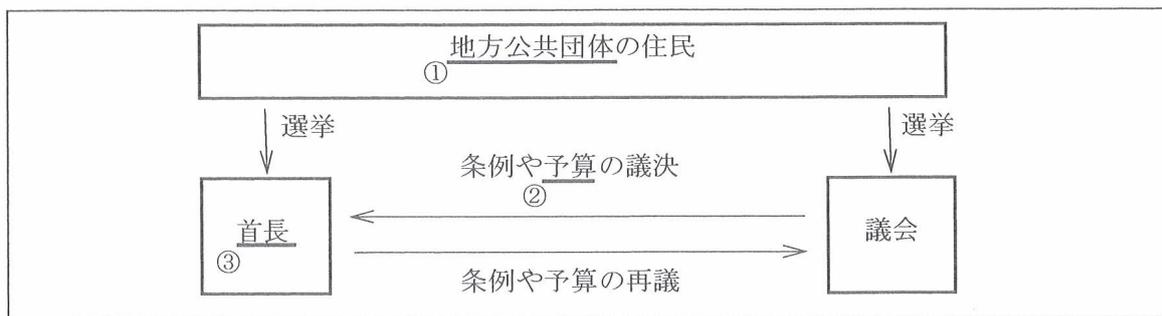 地方公共団体の住民
①
選挙
選挙
条例や予算の議決
②
首長
③
議会
条例や予算の再議